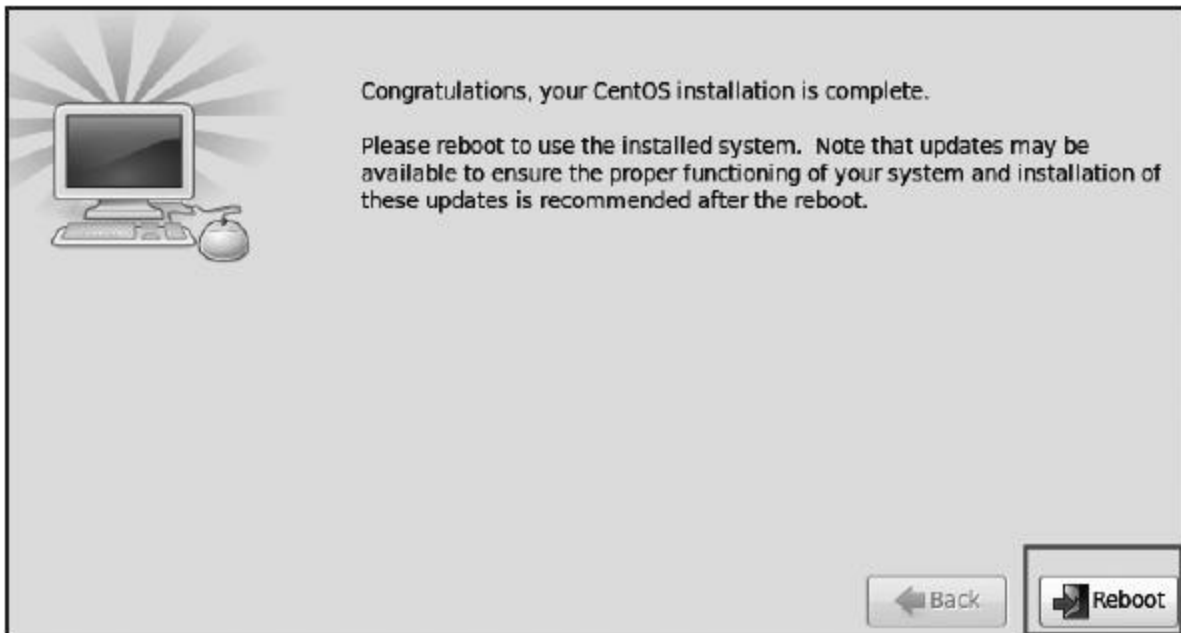 Congratulations, your CentOS installation is complete.
Please reboot to use the installed system.  Note that updates may be
available to ensure the proper functioning of your system and installation of
these updates is recommended after the reboot.
Back
Reboot